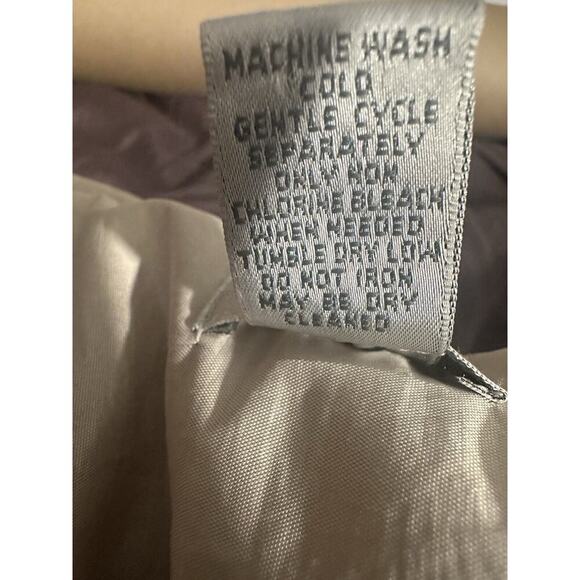 MACHINE WASH
COLD
GENTLE CYCLE
SEPARATELY
ONLY NON
CHLORINE BLEACH
WHEN NEEDED
TUMBLE DRY LOW
DO NOT IRON
MAY BE DRY
CLEANED